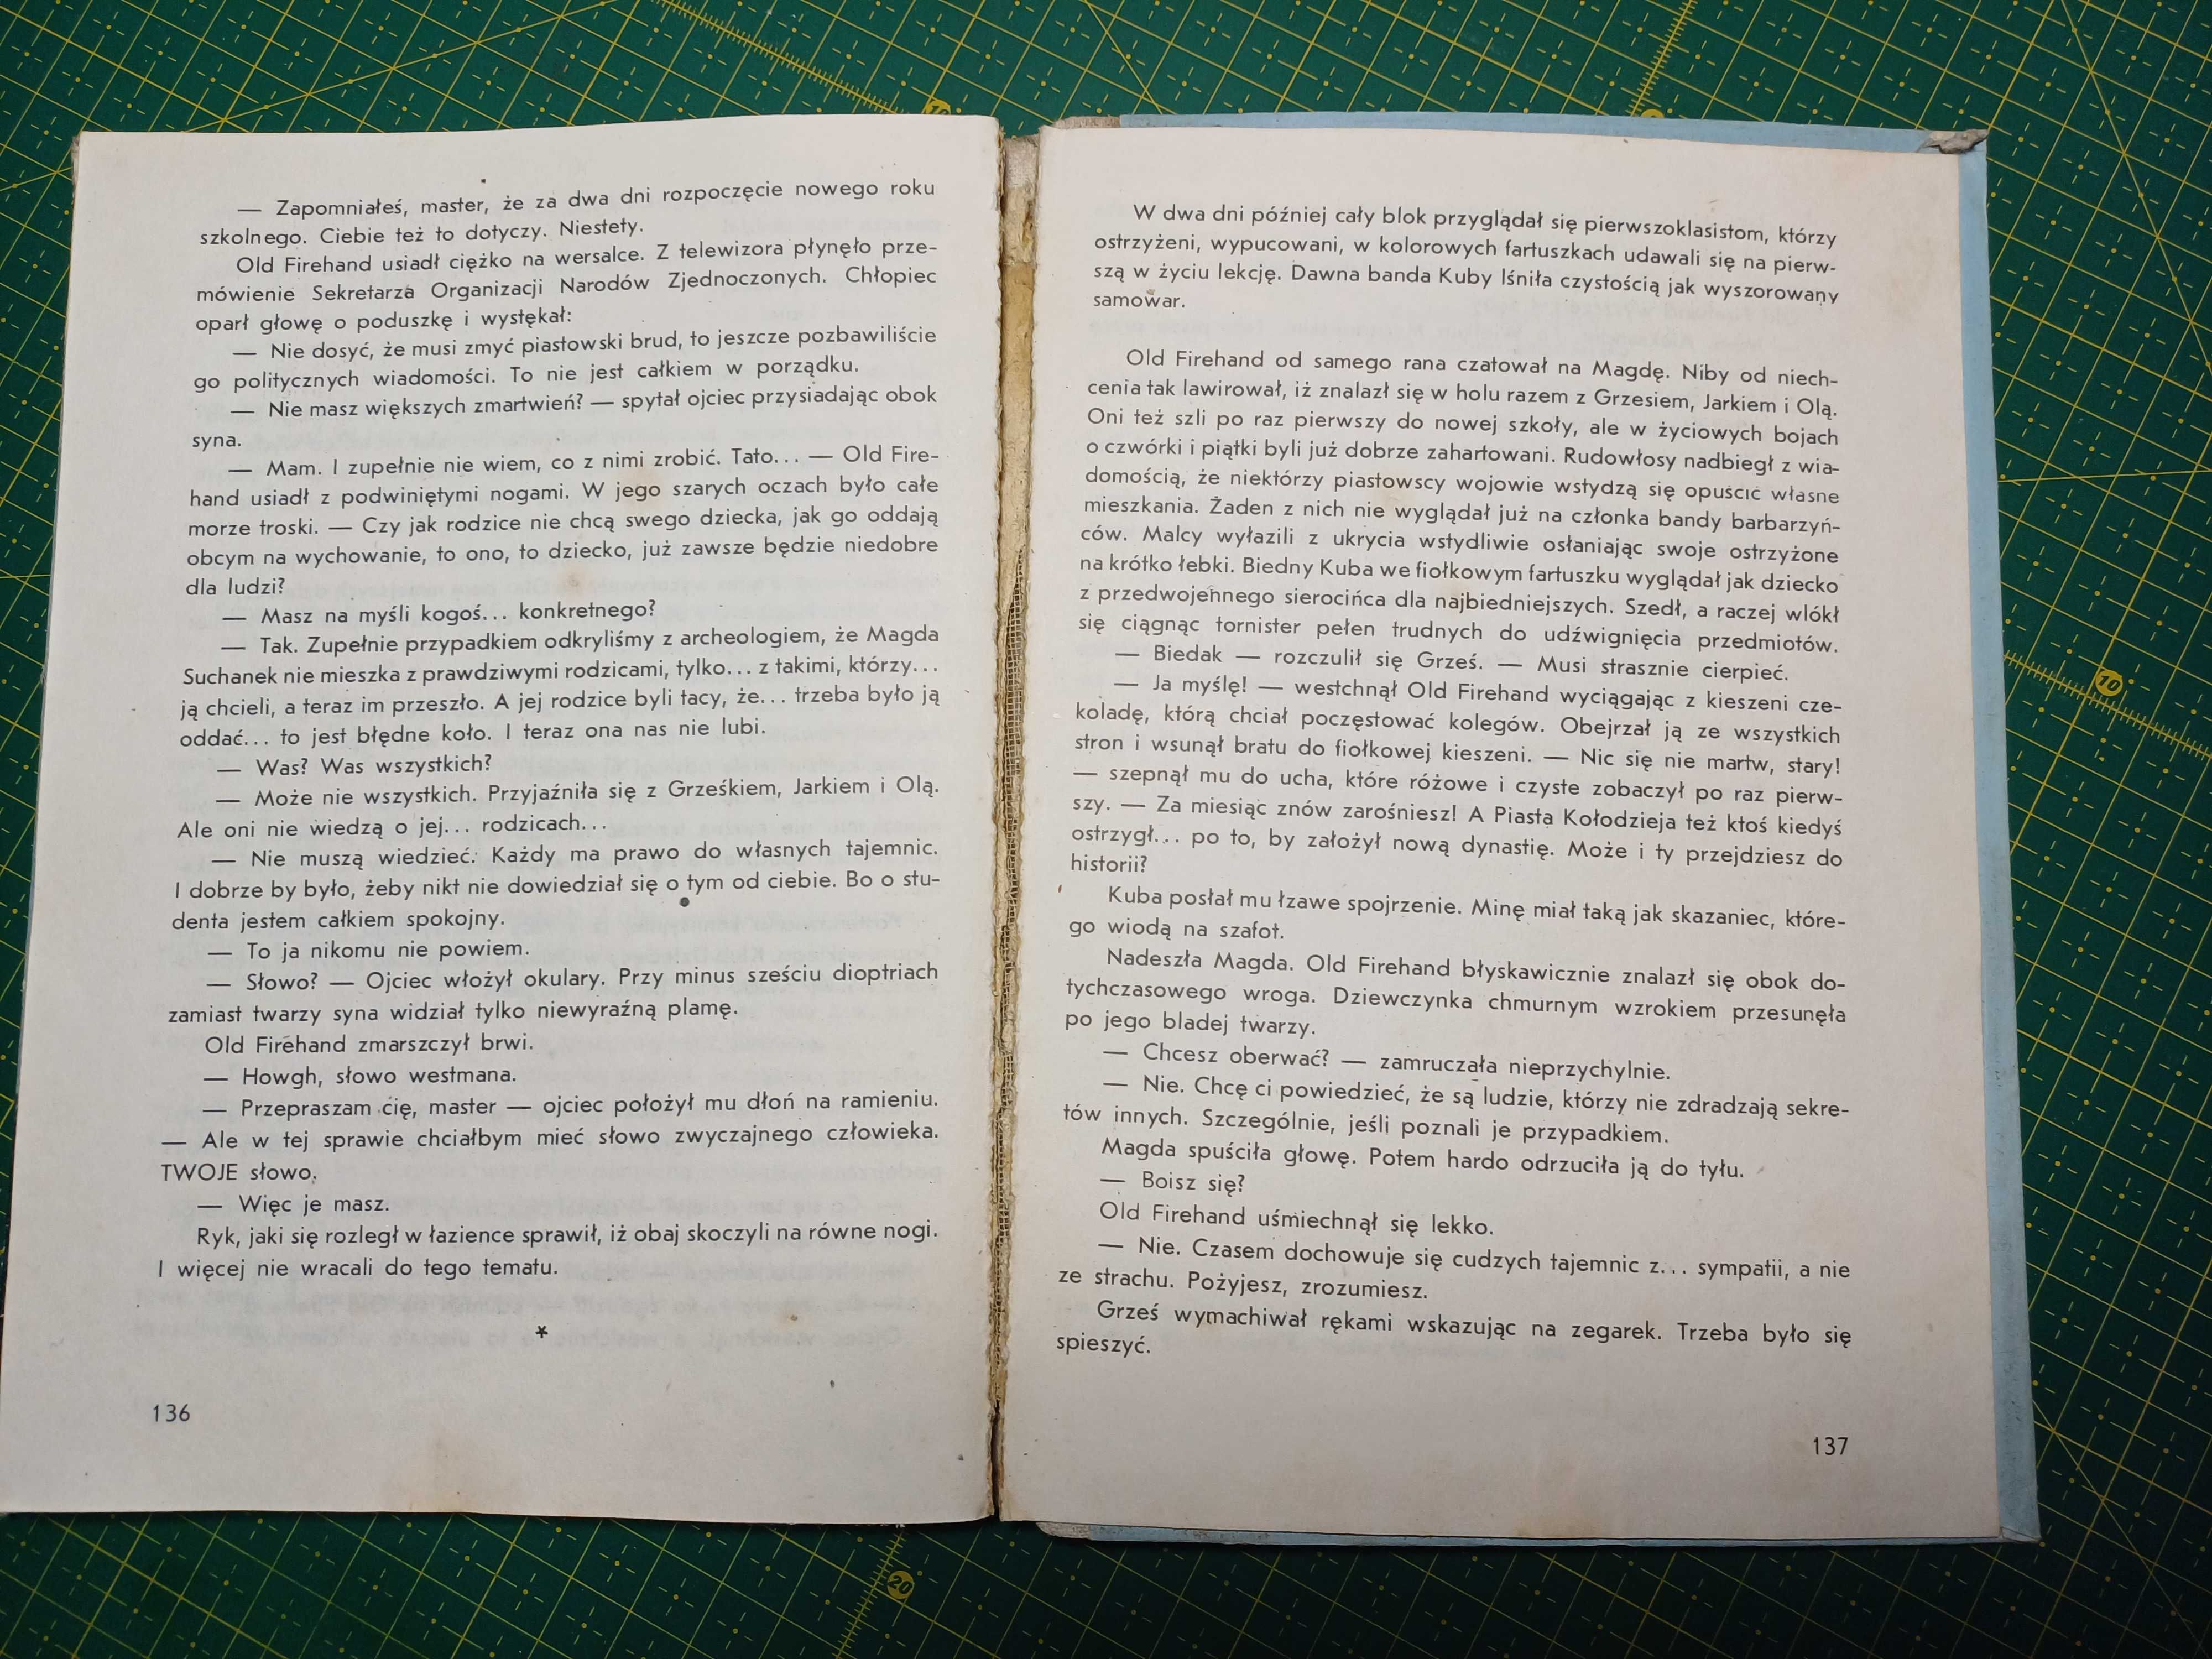 — Zapomniałeś, master, że za dwa dni rozpoczęcie nowego roku
szkolnego. Ciebie też to dotyczy. Niestety.
Old Firehand usiadł ciężko na wersalce. Z telewizora płynęło prze-
mówienie Sekretarza Organizacji Narodów Zjednoczonych. Chłopiec
oparł głowę o poduszkę i wystękał:
— Nie dosyć, że musi zmyć piastowski brud, to jeszcze pozbawiliście
go politycznych wiadomości. To nie jest całkiem w porządku.
— Nie masz większych zmartwień? — spytał ojciec przysiadając obok
syna.
— Mam. I zupełnie nie wiem, co z nimi zrobić. Tato... — Old Fire-
hand usiadł z podwiniętymi nogami. W jego szarych oczach było całe
morze troski. — Czy jak rodzice nie chcą swego dziecka, jak go oddają
obcym na wychowanie, to ono, to dziecko, już zawsze będzie niedobre
dla ludzi?
— Masz na myśli kogoś... konkretnego?
— Tak. Zupełnie przypadkiem odkryliśmy z archeologiem, że Magda
Suchanek nie mieszka z prawdziwymi rodzicami, tylko... z takimi, którzy...
ją chcieli, a teraz im przeszło. A jej rodzice byli tacy, że... trzeba było ją
oddać... to jest błędne koło. I teraz ona nas nie lubi.
— Was? Was wszystkich?
— Może nie wszystkich. Przyjaźniła się z Grześkiem, Jarkiem i Olą.
Ale oni nie wiedzą o jej... rodzicach...
— Nie muszą wiedzieć. Każdy ma prawo do własnych tajemnic.
I dobrze by było, żeby nikt nie dowiedział się o tym od ciebie. Bo o stu-
denta jestem całkiem spokojny.
— To ja nikomu nie powiem.
— Słowo? — Ojciec włożył okulary. Przy minus sześciu dioptriach
zamiast twarzy syna widział tylko niewyraźną plamę.
Old Firehand zmarszczył brwi.
— Howgh, słowo westmana.
— Przepraszam cię, master — ojciec położył mu dłoń na ramieniu.
— Ale w tej sprawie chciałbym mieć słowo zwyczajnego człowieka.
TWOJE słowo.
— Więc je masz.
Ryk, jaki się rozległ w łazience sprawił, iż obaj skoczyli na równe nogi.
I więcej nie wracali do tego tematu.
*
136
W dwa dni później cały blok przyglądał się pierwszoklasistom, którzy
ostrzyżeni, wypucowani, w kolorowych fartuszkach udawali się na pierw-
szą w życiu lekcję. Dawna banda Kuby lśniła czystością jak wyszorowany
samowar.
Old Firehand od samego rana czatował na Magdę. Niby od niech-
cenia tak lawirował, iż znalazł się w holu razem z Grzesiem, Jarkiem i Olą.
Oni też szli po raz pierwszy do nowej szkoły, ale w życiowych bojach
o czwórki i piątki byli już dobrze zahartowani. Rudowłosy nadbiegł z wia-
domością, że niektórzy piastowscy wojowie wstydzą się opuścić własne
mieszkania. Żaden z nich nie wyglądał już na członka bandy barbarzyń-
ców. Malcy wyłazili z ukrycia wstydliwie osłaniając swoje ostrzyżone
na krótko łebki. Biedny Kuba we fiołkowym fartuszku wyglądał jak dziecko
z przedwojennego sierocińca dla najbiedniejszych. Szedł, a raczej wlókł
się ciągnąc tornister pełen trudnych do udźwignięcia przedmiotów.
— Biedak — rozczulił się Grześ. — Musi strasznie cierpieć.
— Ja myślę! — westchnął Old Firehand wyciągając z kieszeni cze-
koladę, którą chciał poczęstować kolegów. Obejrzał ją ze wszystkich
stron i wsunął bratu do fiołkowej kieszeni. — Nic się nie martw, stary!
— szepnął mu do ucha, które różowe i czyste zobaczył po raz pierw-
szy. — Za miesiąc znów zarośniesz! A Piasta Kołodzieja też ktoś kiedyś
ostrzygł... po to, by założył nową dynastię. Może i ty przejdziesz do
historii?
Kuba posłał mu łzawe spojrzenie. Minę miał taką jak skazaniec, które-
go wiodą na szafot.
Nadeszła Magda. Old Firehand błyskawicznie znalazł się obok do-
tychczasowego wroga. Dziewczynka chmurnym wzrokiem przesunęła
po jego bladej twarzy.
— Chcesz oberwać? — zamruczała nieprzychylnie.
— Nie. Chcę ci powiedzieć, że są ludzie, którzy nie zdradzają sekre-
tów innych. Szczególnie, jeśli poznali je przypadkiem.
Magda spuściła głowę. Potem hardo odrzuciła ją do tyłu.
— Boisz się?
Old Firehand uśmiechnął się lekko.
— Nie. Czasem dochowuje się cudzych tajemnic z... sympatii, a nie
ze strachu. Pożyjesz, zrozumiesz.
Grześ wymachiwał rękami wskazując na zegarek. Trzeba było się
spieszyć.
137
10
10
20